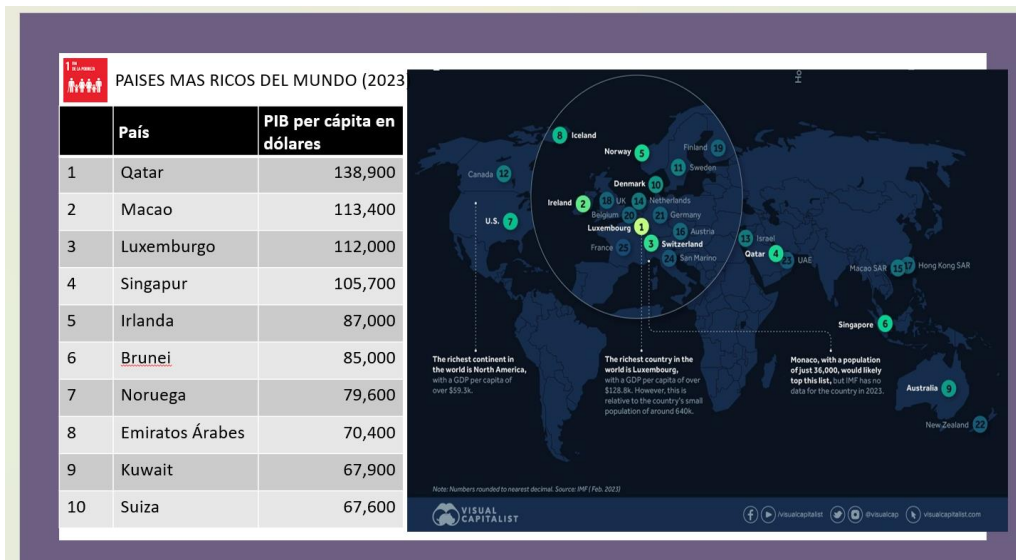 1 FIN
DE LA POBREZA
PAISES MAS RICOS DEL MUNDO (2023)
País
PIB per cápita en
dólares
1 Qatar 138,900
2 Macao 113,400
3 Luxemburgo 112,000
4 Singapur 105,700
5 Irlanda 87,000
6 Brunei 85,000
7 Noruega 79,600
8 Emiratos Árabes 70,400
9 Kuwait 67,900
10 Suiza 67,600
Ho
8 Iceland
Norway 5
Finland 19
11 Sweden
Canada 12
Denmark 10
Ireland 2
18 UK
14 Netherlands
U.S. 7
Belgium 20
21 Germany
Luxembourg 1
16 Austria
3 Switzerland
France 25
24 San Marino
13 Israel
Qatar 4
23 UAE
Macao SAR 15
17 Hong Kong SAR
Singapore 6
Australia 9
New Zealand 22
The richest continent in
the world is North America,
with a GDP per capita of
over $59.3k.
The richest country in the
world is Luxembourg,
with a GDP per capita of over
$128.8k. However, this is
relative to the country's small
population of around 640k.
Monaco, with a population
of just 36,000, would likely
top this list, but IMF has no
data for the country in 2023.
Note: Numbers rounded to nearest decimal. Source: IMF (Feb. 2023)
VISUAL
CAPITALIST
/visualcapitalist
@visualcap
visualcapitalist.com